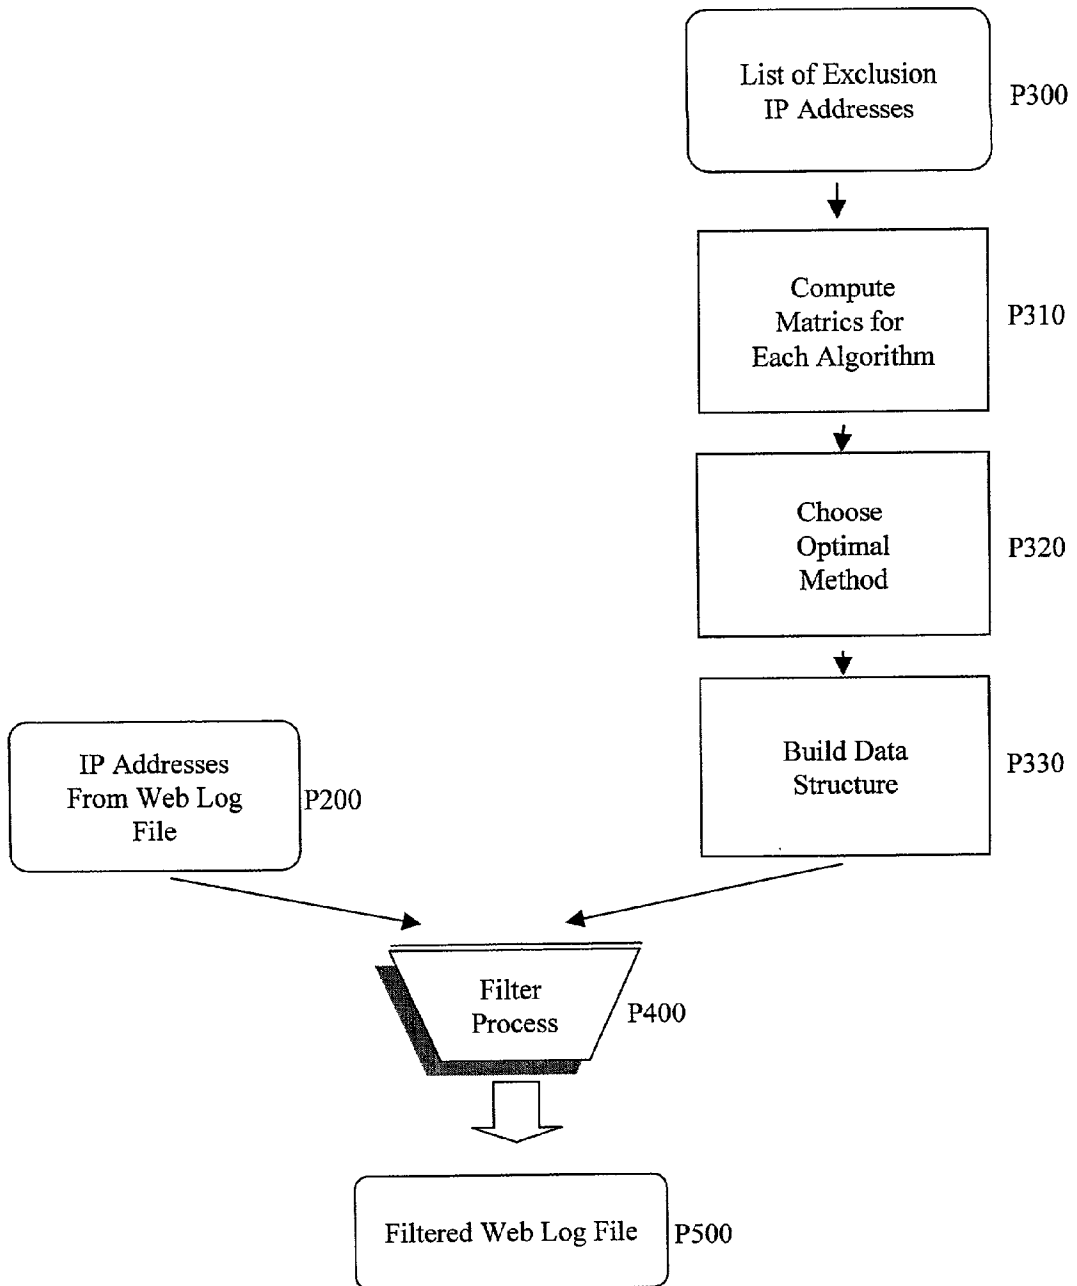 List of Exclusion
IP Addresses
P300
Compute
Matrics for
Each Algorithm
P310
Choose
Optimal
Method
P320
Build Data
Structure
P330
IP Addresses
From Web Log
File
P200
Filter
Process
P400
Filtered Web Log File
P500